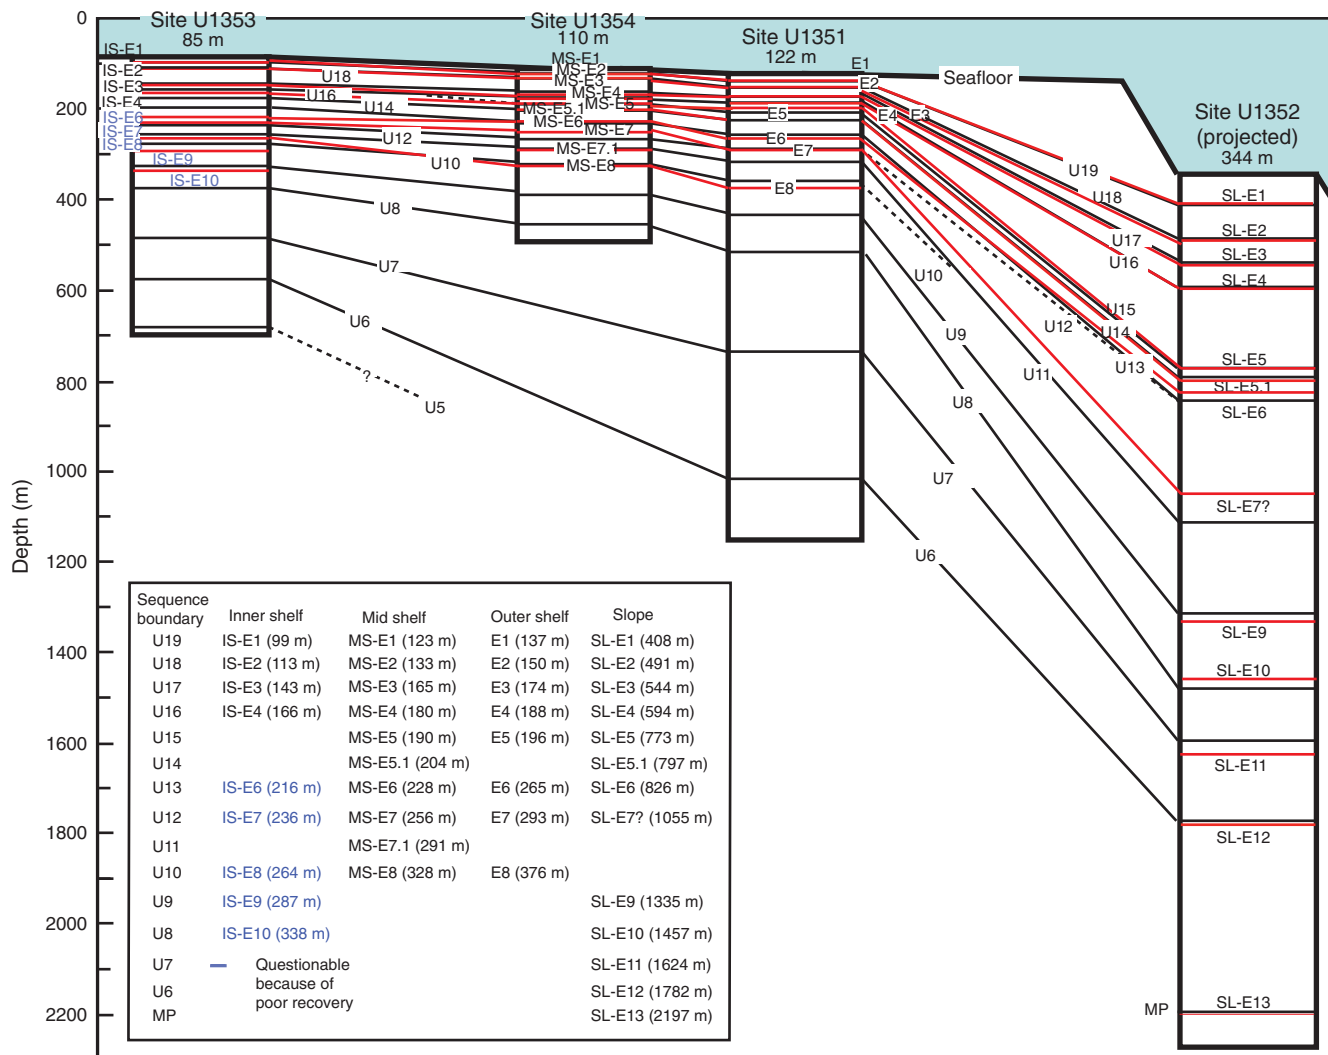 0
200
400
600
800
1000
1200
1400
1600
1800
2000
2200
Depth (m)
Site U1353
85 m
Site U1354
110 m
Site U1351
122 m
Site U1352
(projected)
344 m
Seafloor
IS-E1
IS-E2
IS-E3
IS-E4
IS-E6
IS-E7
IS-E8
IS-E9
IS-E10
U18
U16
U14
U12
U10
U8
U7
U6
?
U5
MS-E1
MS-E2
MS-E3
MS-E4
MS-E5
MS-E5.1
MS-E6
MS-E7
MS-E7.1
MS-E8
E1
E2
E3
E4
E5
E6
E7
E8
U19
U18
U17
U16
U15
U14
U13
U12
U11
U10
U9
U8
U7
U6
SL-E1
SL-E2
SL-E3
SL-E4
SL-E5
SL-E5.1
SL-E6
SL-E7?
SL-E9
SL-E10
SL-E11
SL-E12
MP
SL-E13
Sequence
boundary Inner shelf Mid shelf Outer shelf Slope
U19 IS-E1 (99 m) MS-E1 (123 m) E1 (137 m) SL-E1 (408 m)
U18 IS-E2 (113 m) MS-E2 (133 m) E2 (150 m) SL-E2 (491 m)
U17 IS-E3 (143 m) MS-E3 (165 m) E3 (174 m) SL-E3 (544 m)
U16 IS-E4 (166 m) MS-E4 (180 m) E4 (188 m) SL-E4 (594 m)
U15 MS-E5 (190 m) E5 (196 m) SL-E5 (773 m)
U14 MS-E5.1 (204 m) SL-E5.1 (797 m)
U13 IS-E6 (216 m) MS-E6 (228 m) E6 (265 m) SL-E6 (826 m)
U12 IS-E7 (236 m) MS-E7 (256 m) E7 (293 m) SL-E7? (1055 m)
U11 MS-E7.1 (291 m)
U10 IS-E8 (264 m) MS-E8 (328 m) E8 (376 m)
U9 IS-E9 (287 m) SL-E9 (1335 m)
U8 IS-E10 (338 m) SL-E10 (1457 m)
U7 SL-E11 (1624 m)
U6 SL-E12 (1782 m)
MP SL-E13 (2197 m)
Questionable
because of
poor recovery